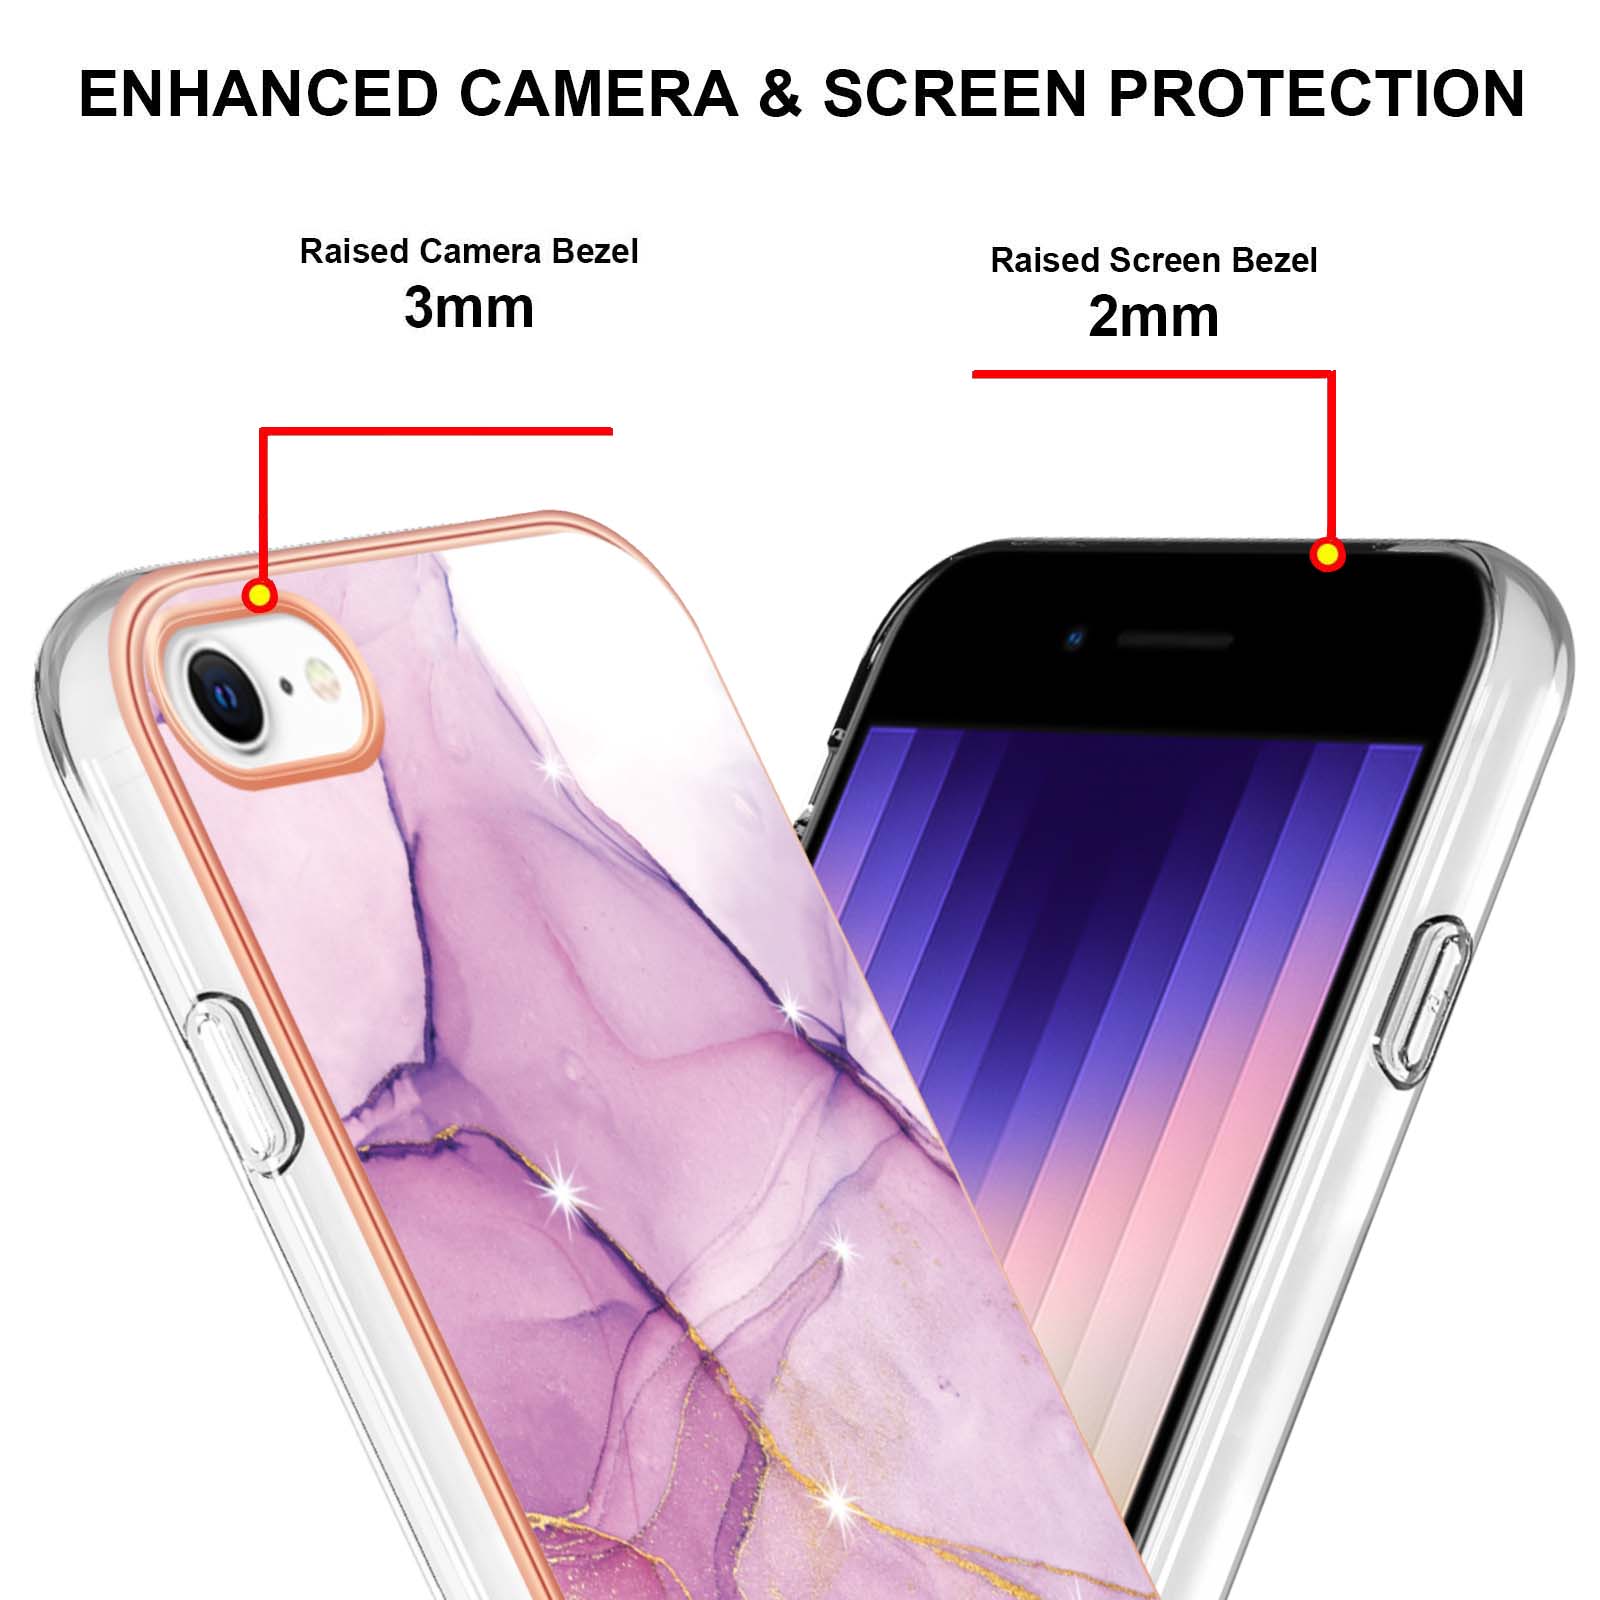 ENHANCED CAMERA & SCREEN PROTECTION
Raised Camera Bezel
3mm
Raised Screen Bezel
2mm